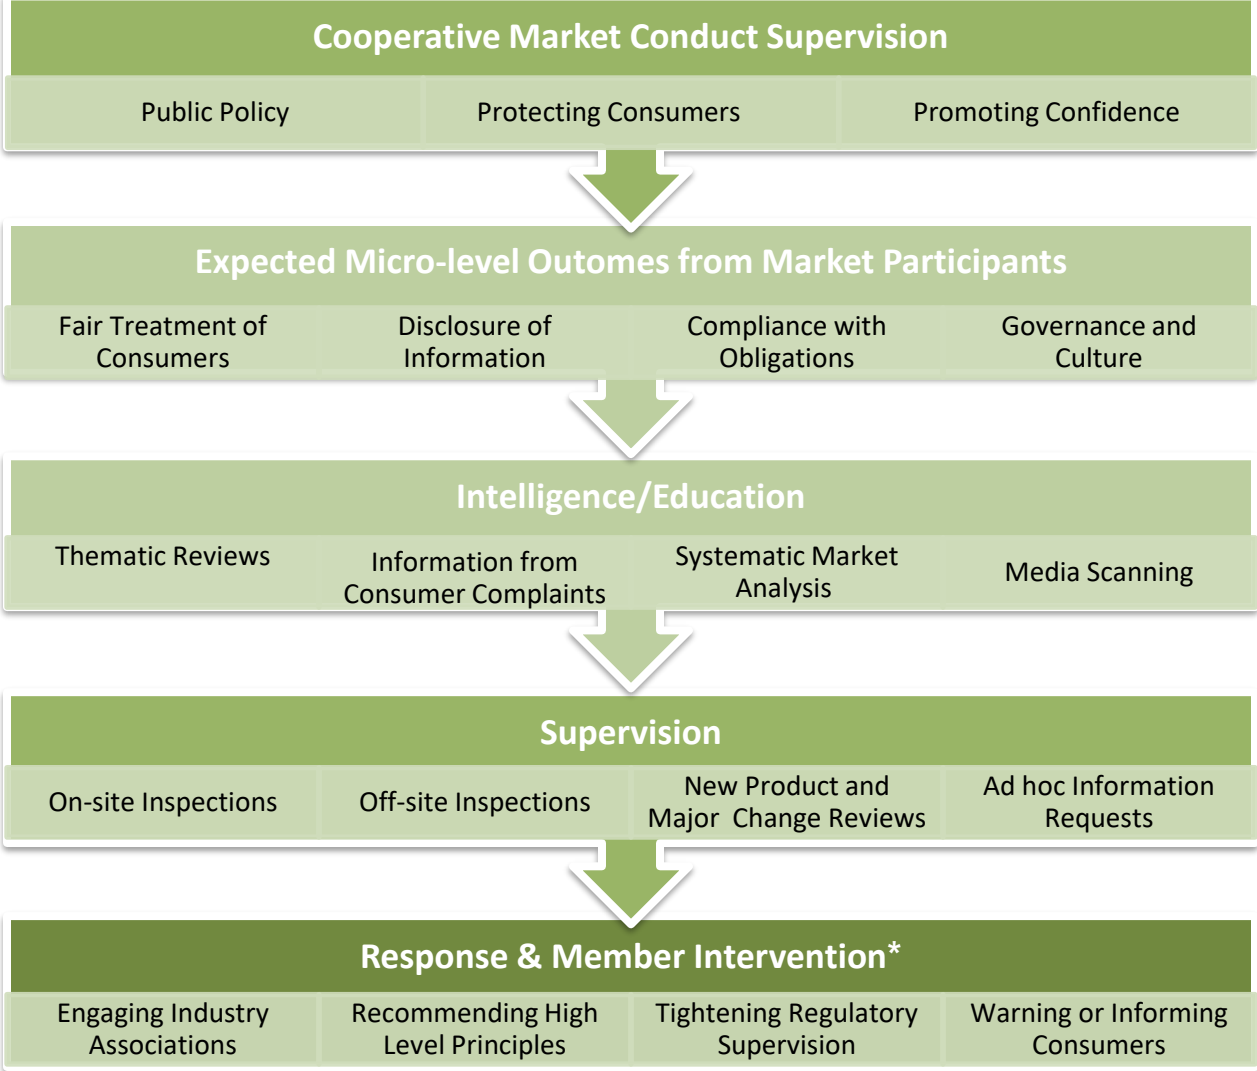 Cooperative Market Conduct Supervision
Public Policy
Protecting Consumers
Promoting Confidence
Expected Micro-level Outomes from Market Participants
Fair Treatment of
Consumers
Disclosure of
Information
Compliance with
Obligations
Governance and
Culture
Intelligence/Education
Thematic Reviews
Information from
Consumer Complaints
Systematic Market
Analysis
Media Scanning
Supervision
On-site Inspections
Off-site Inspections
New Product and
Major Change Reviews
Ad hoc Information
Requests
Response & Member Intervention*
Engaging Industry
Associations
Recommending High
Level Principles
Tightening Regulatory
Supervision
Warning or Informing
Consumers